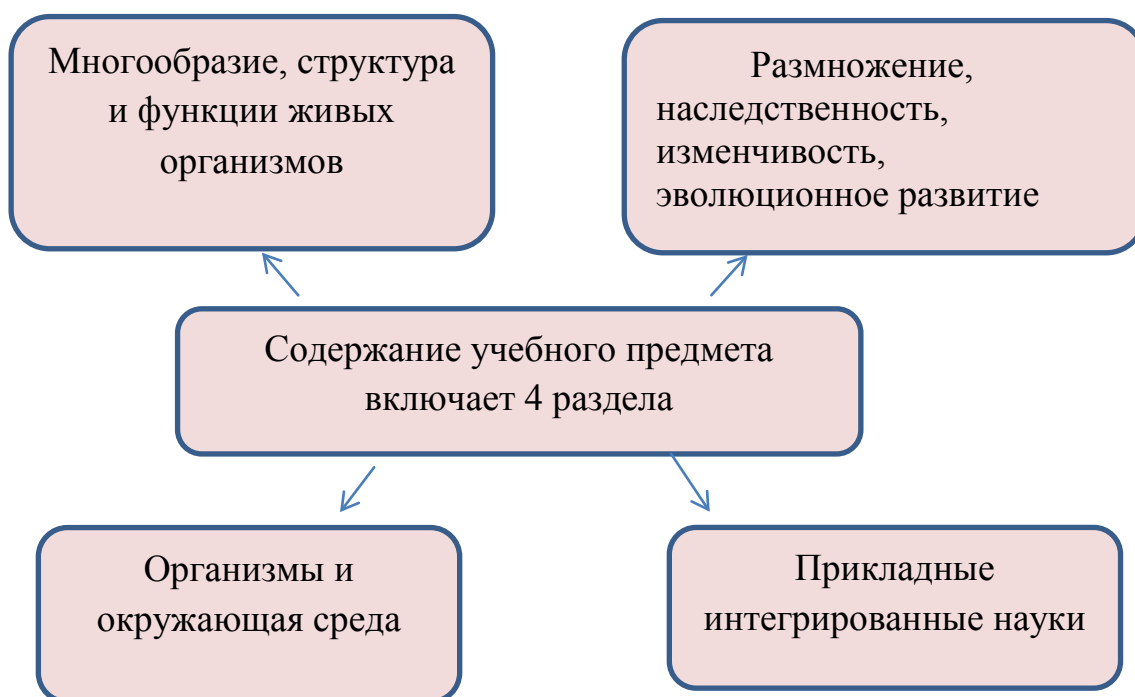 Многообразие, структура
и функции живых
организмов
Размножение,
наследственность,
изменчивость,
эволюционное развитие
Содержание учебного предмета
включает 4 раздела
Организмы и
окружающая среда
Прикладные
интегрированные науки